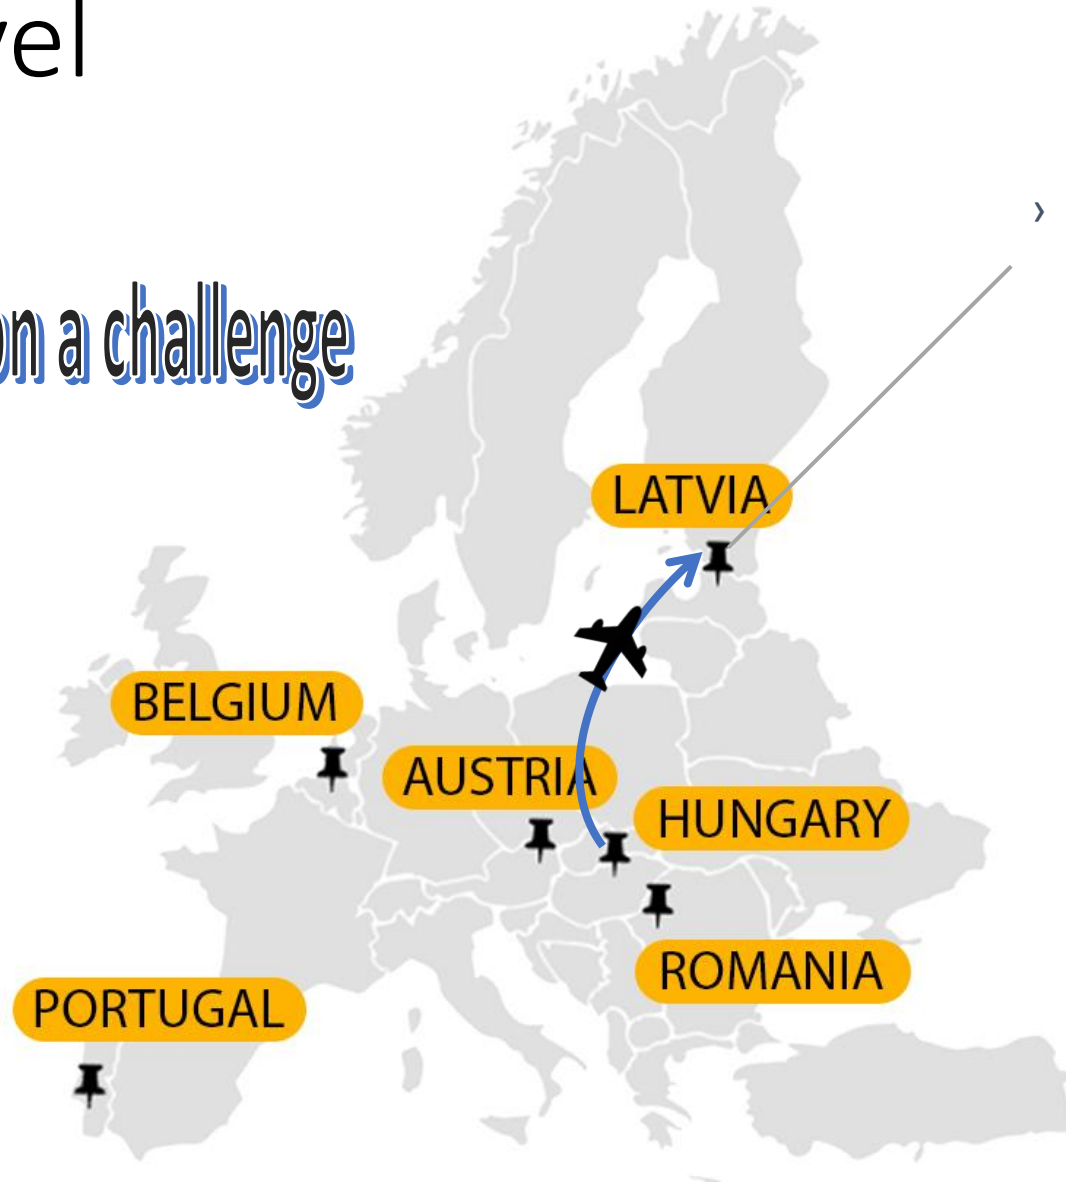 vel
›
on a challenge
LATVIA
BELGIUM
AUSTRIA
HUNGARY
ROMANIA
PORTUGAL